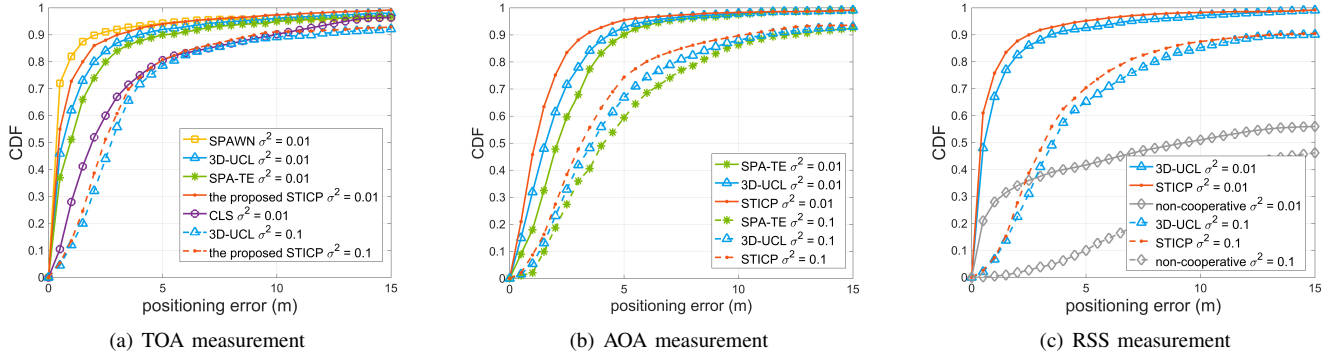 CDF
1
0.9
0.8
0.7
0.6
0.5
0.4
0.3
0.2
0.1
0
0 5 10 15
positioning error (m)
SPAWN σ² = 0.01
3D-UCL σ² = 0.01
SPA-TE σ² = 0.01
the proposed STICP σ² = 0.01
CLS σ² = 0.01
3D-UCL σ² = 0.1
the proposed STICP σ² = 0.1
(a) TOA measurement
CDF
1
0.9
0.8
0.7
0.6
0.5
0.4
0.3
0.2
0.1
0
0 5 10 15
positioning error (m)
SPA-TE σ² = 0.01
3D-UCL σ² = 0.01
STICP σ² = 0.01
SPA-TE σ² = 0.1
3D-UCL σ² = 0.1
STICP σ² = 0.1
(b) AOA measurement
CDF
1
0.9
0.8
0.7
0.6
0.5
0.4
0.3
0.2
0.1
0
0 5 10 15
positioning error (m)
3D-UCL σ² = 0.01
STICP σ² = 0.01
non-cooperative σ² = 0.01
3D-UCL σ² = 0.1
STICP σ² = 0.1
non-cooperative σ² = 0.1
(c) RSS measurement